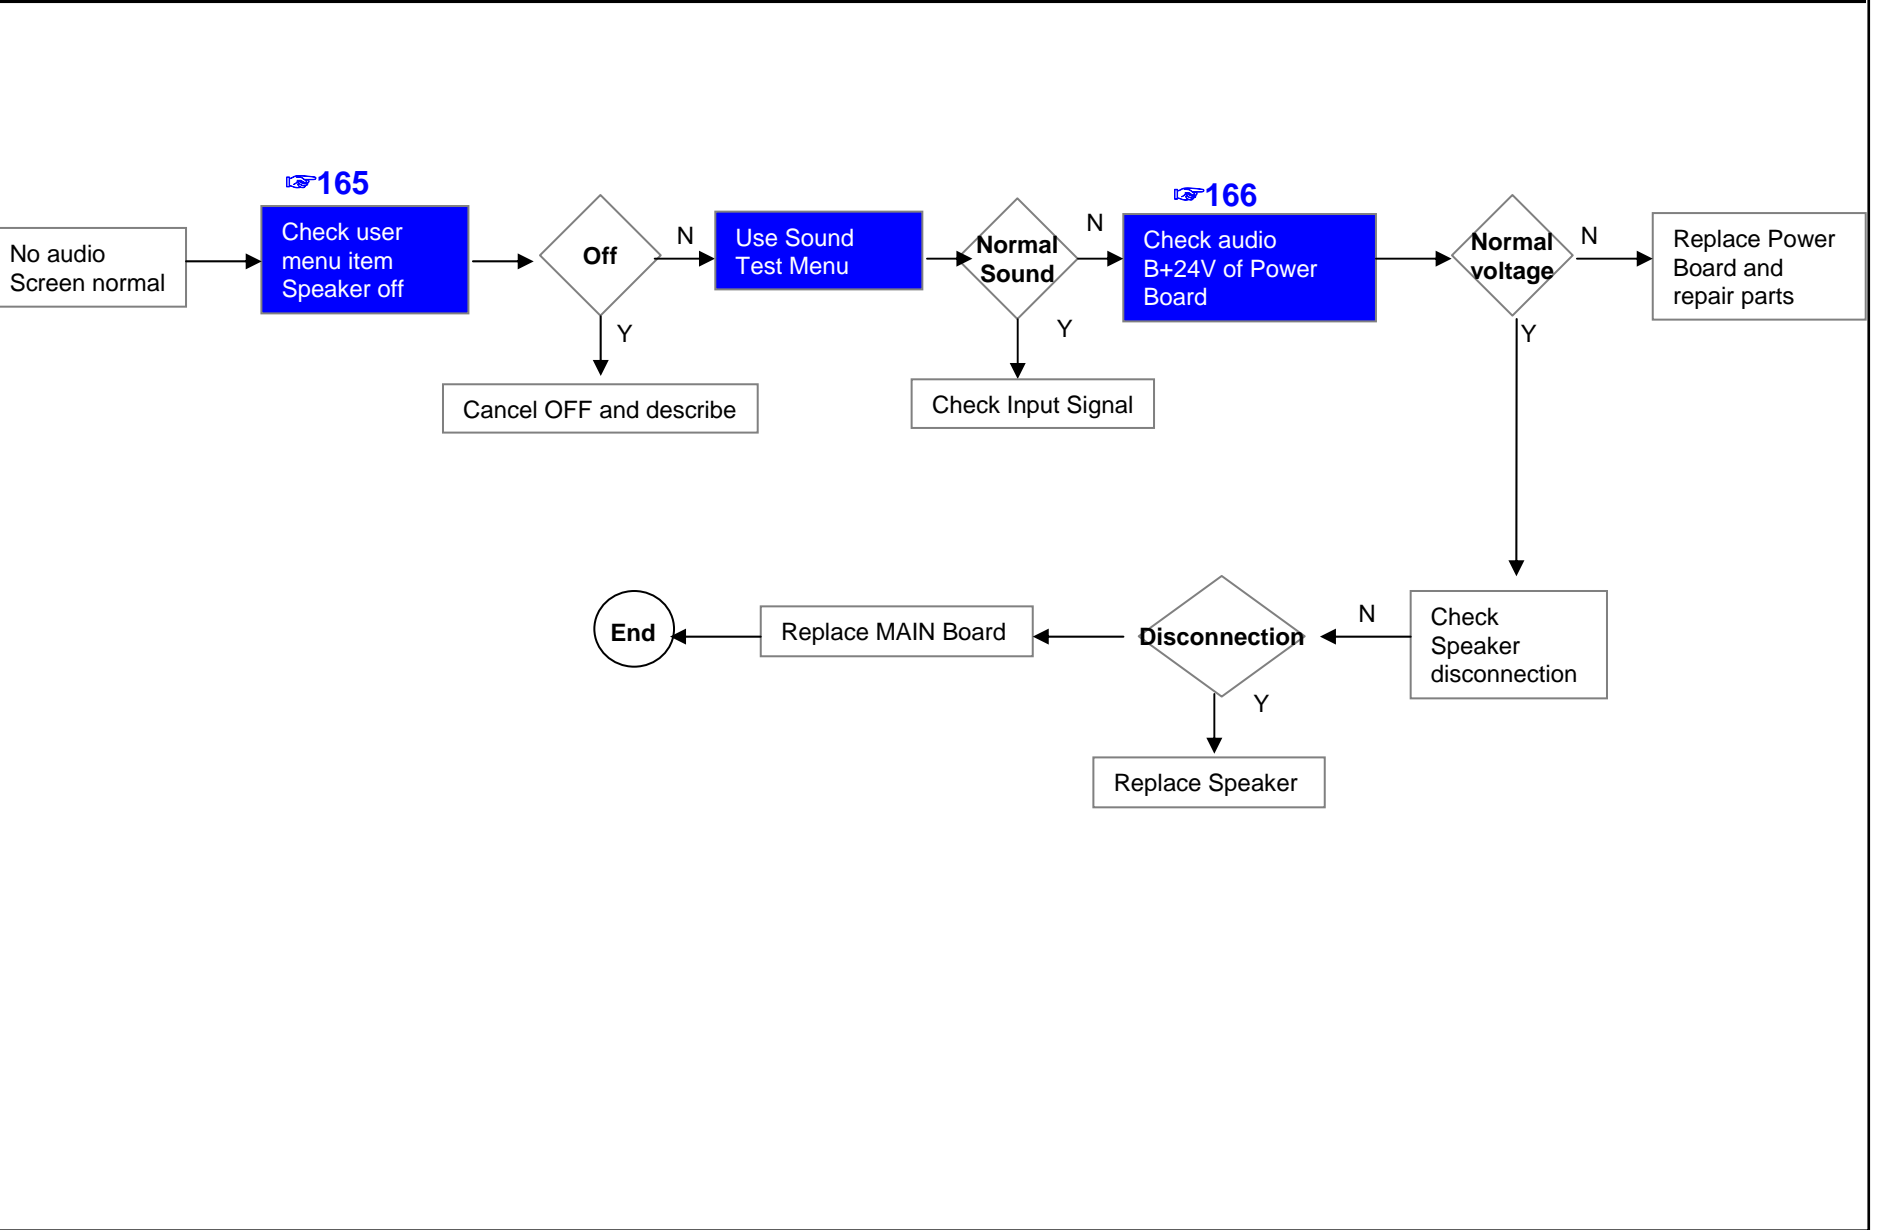 ☞165
☞166
No audio
Screen normal
Check user
menu item
Speaker off
Off
N
Y
Cancel OFF and describe
Use Sound
Test Menu
Normal
Sound
N
Y
Check Input Signal
Check audio
B+24V of Power
Board
Normal
voltage
N
Y
Replace Power
Board and
repair parts
Check
Speaker
disconnection
N
Disconnection
Y
Replace Speaker
Replace MAIN Board
End